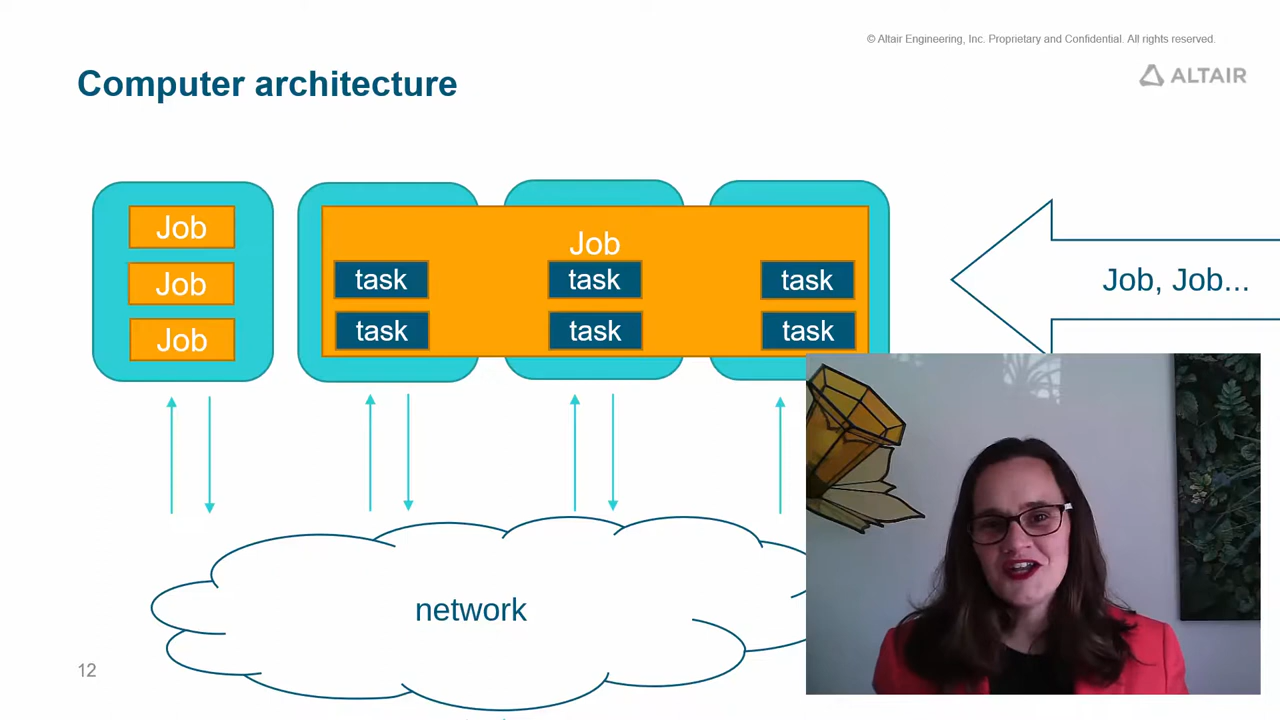 © Altair Engineering, Inc. Proprietary and Confidential. All rights reserved.
ALTAIR
Computer architecture
Job
Job
Job
Job
task
task
task
task
task
task
Job, Job...
network
12